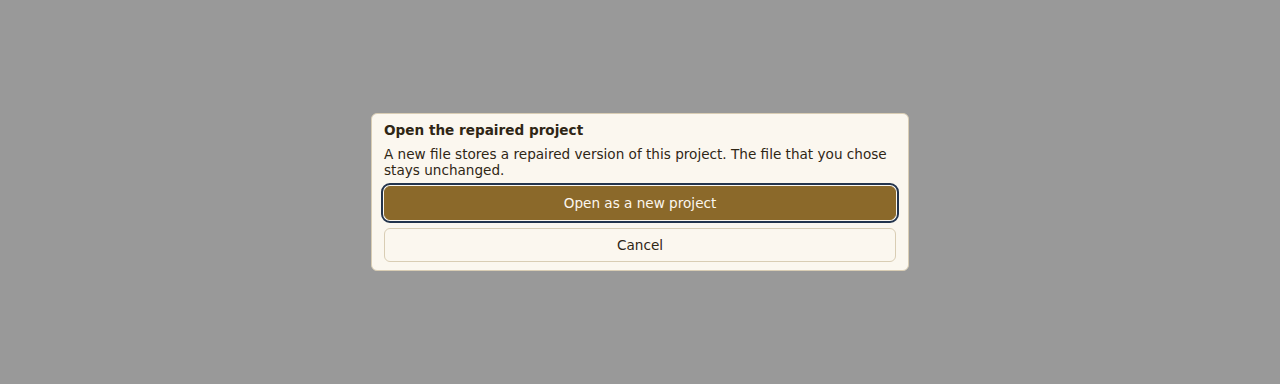 Open the repaired project
A new file stores a repaired version of this project. The file that you chose
stays unchanged.
Open as a new project
Cancel